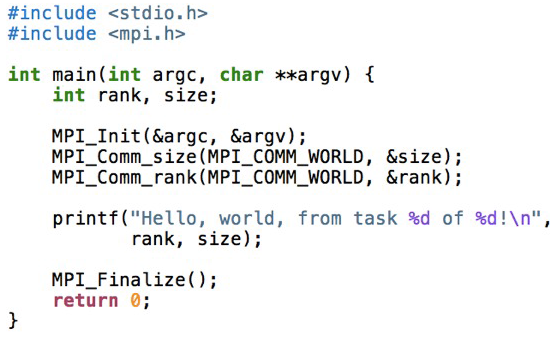 #include <stdio.h>
#include <mpi.h>

int main(int argc, char **argv) {
    int rank, size;

    MPI_Init(&argc, &argv);
    MPI_Comm_size(MPI_COMM_WORLD, &size);
    MPI_Comm_rank(MPI_COMM_WORLD, &rank);

    printf("Hello, world, from task %d of %d!\n",
           rank, size);

    MPI_Finalize();
    return 0;
}